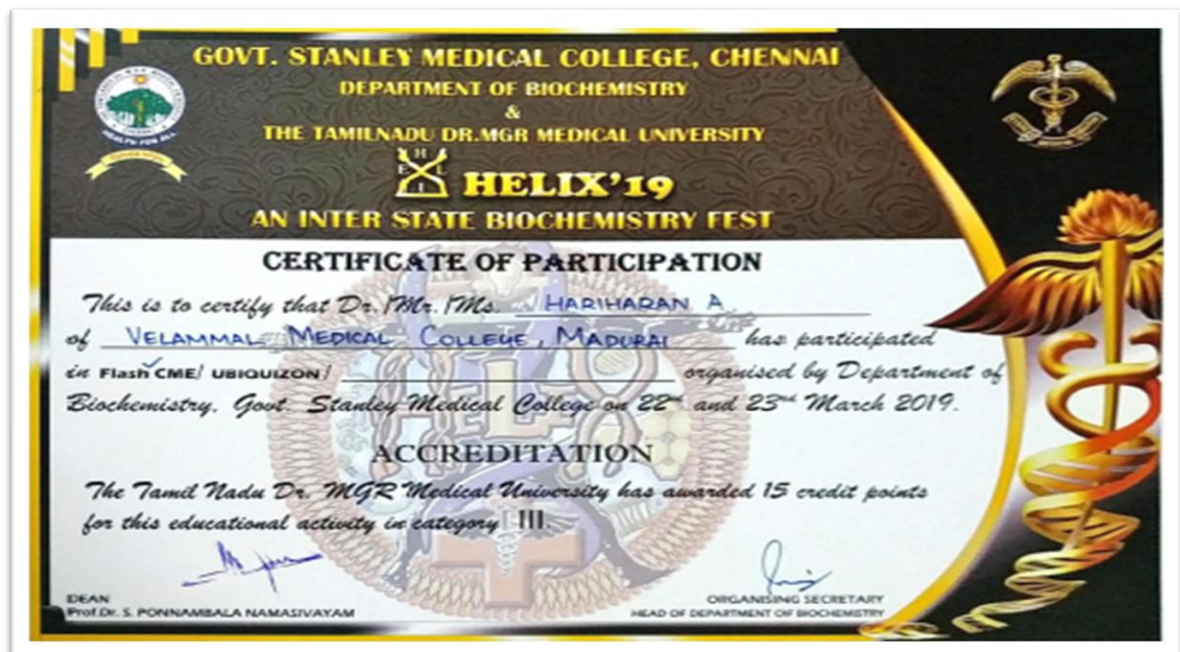 GOVT. STANLEY MEDICAL COLLEGE, CHENNAI
DEPARTMENT OF BIOCHEMISTRY
&
THE TAMILNADU DR.MGR MEDICAL UNIVERSITY
H
E L
I
HELIX'19
AN INTER STATE BIOCHEMISTRY FEST
HEALTH FOR ALL
CERTIFICATE OF PARTICIPATION
This is to certify that Dr./Mr./Ms. HARIHARAN A
of VELAMMAL MEDICAL COLLEGE, MADURAI has participated
in Flash CME/ UBIQUIZON/ organised by Department of
Biochemistry, Govt. Stanley Medical College on 22nd and 23rd March 2019.
ACCREDITATION
The Tamil Nadu Dr. MGR Medical University has awarded 15 credit points
for this educational activity in category III.
DEAN
Prof.Dr. S. PONNAMBALA NAMASIVAYAM
ORGANISING SECRETARY
HEAD OF DEPARTMENT OF BIOCHEMISTRY